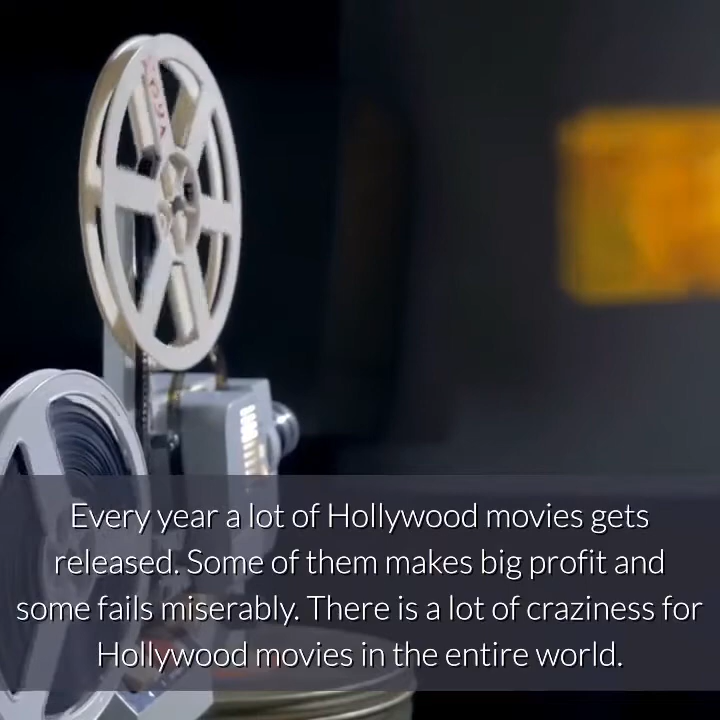 Every year a lot of Hollywood movies gets
released. Some of them makes big profit and
some fails miserably. There is a lot of craziness for
Hollywood movies in the entire world.